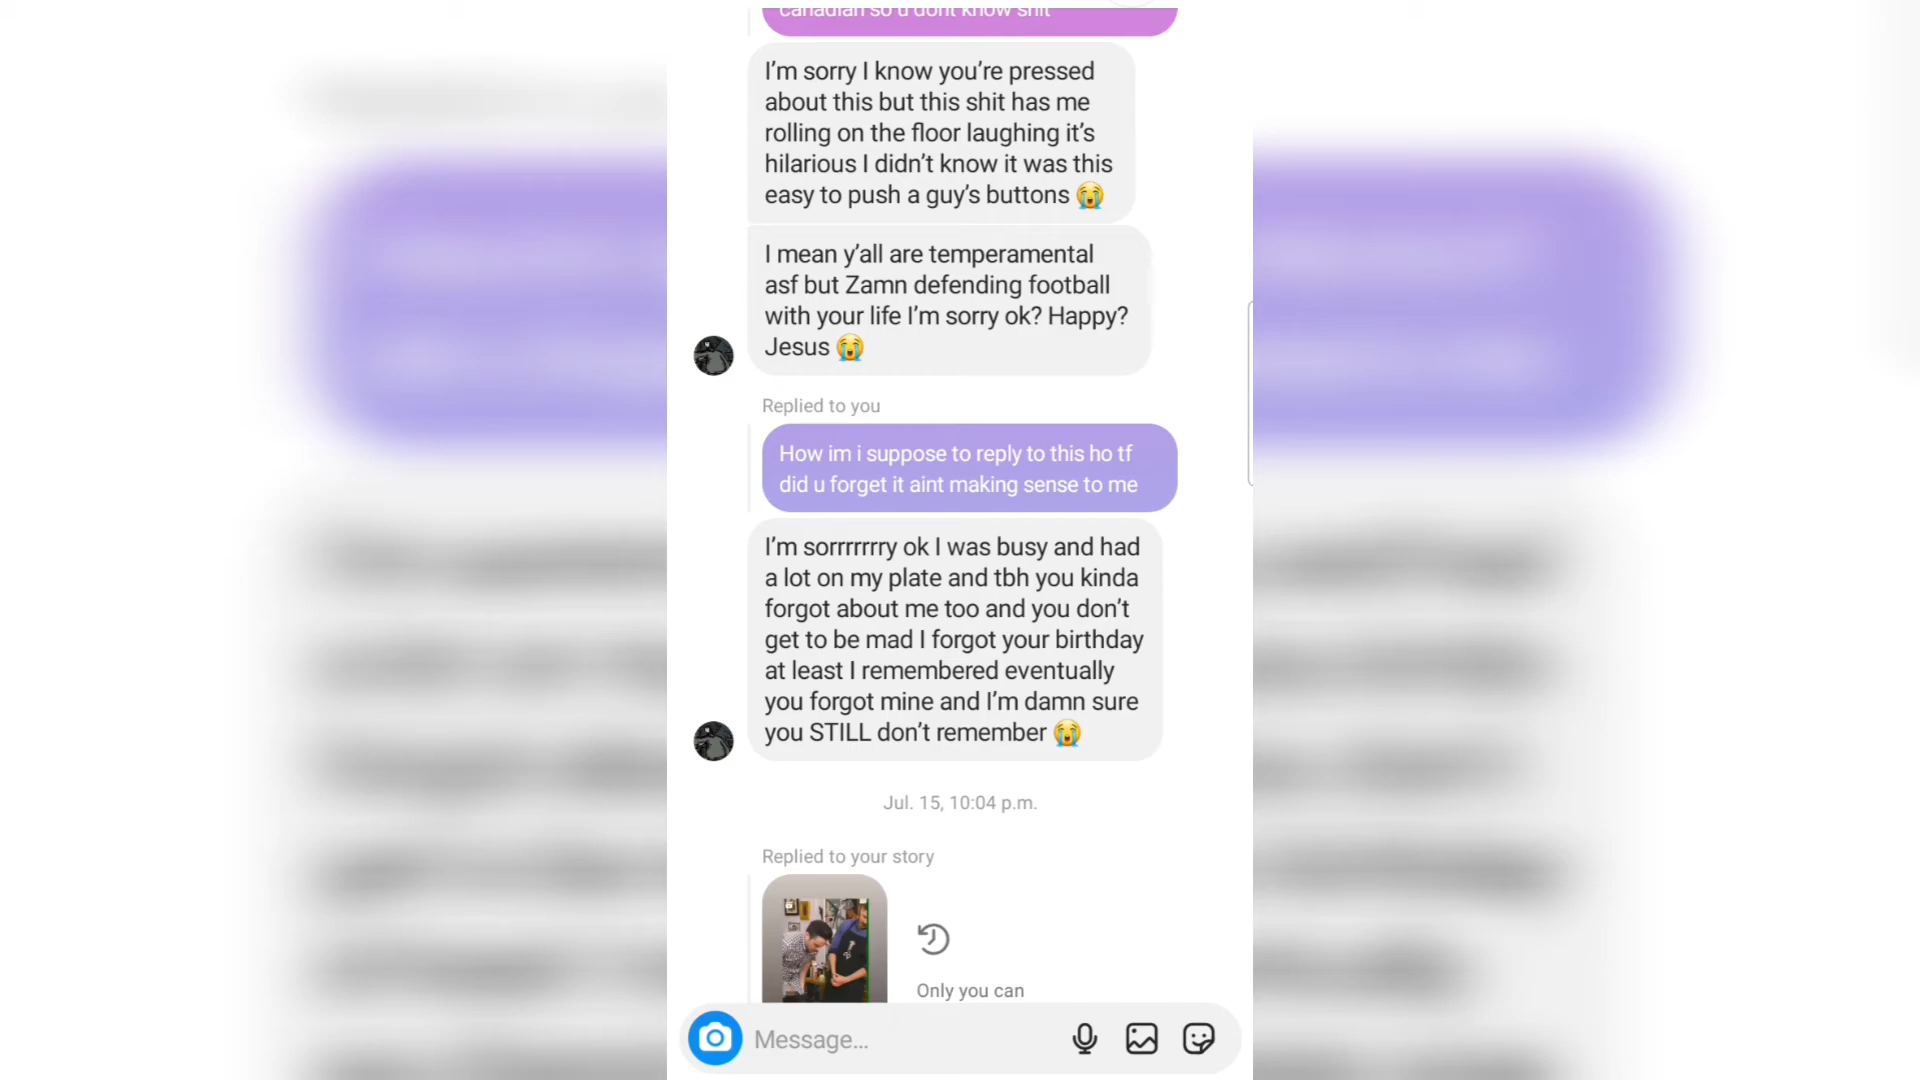 canadian so u dont know shit
I’m sorry I know you’re pressed
about this but this shit has me
rolling on the floor laughing it’s
hilarious I didn’t know it was this
easy to push a guy’s buttons 😭
I mean y’all are temperamental
asf but Zamn defending football
with your life I’m sorry ok? Happy?
Jesus 😭
Replied to you
How im i suppose to reply to this ho tf
did u forget it aint making sense to me
I’m sorrrrrrry ok I was busy and had
a lot on my plate and tbh you kinda
forgot about me too and you don’t
get to be mad I forgot your birthday
at least I remembered eventually
you forgot mine and I’m damn sure
you STILL don’t remember 😭
Jul. 15, 10:04 p.m.
Replied to your story
Only you can
Message...